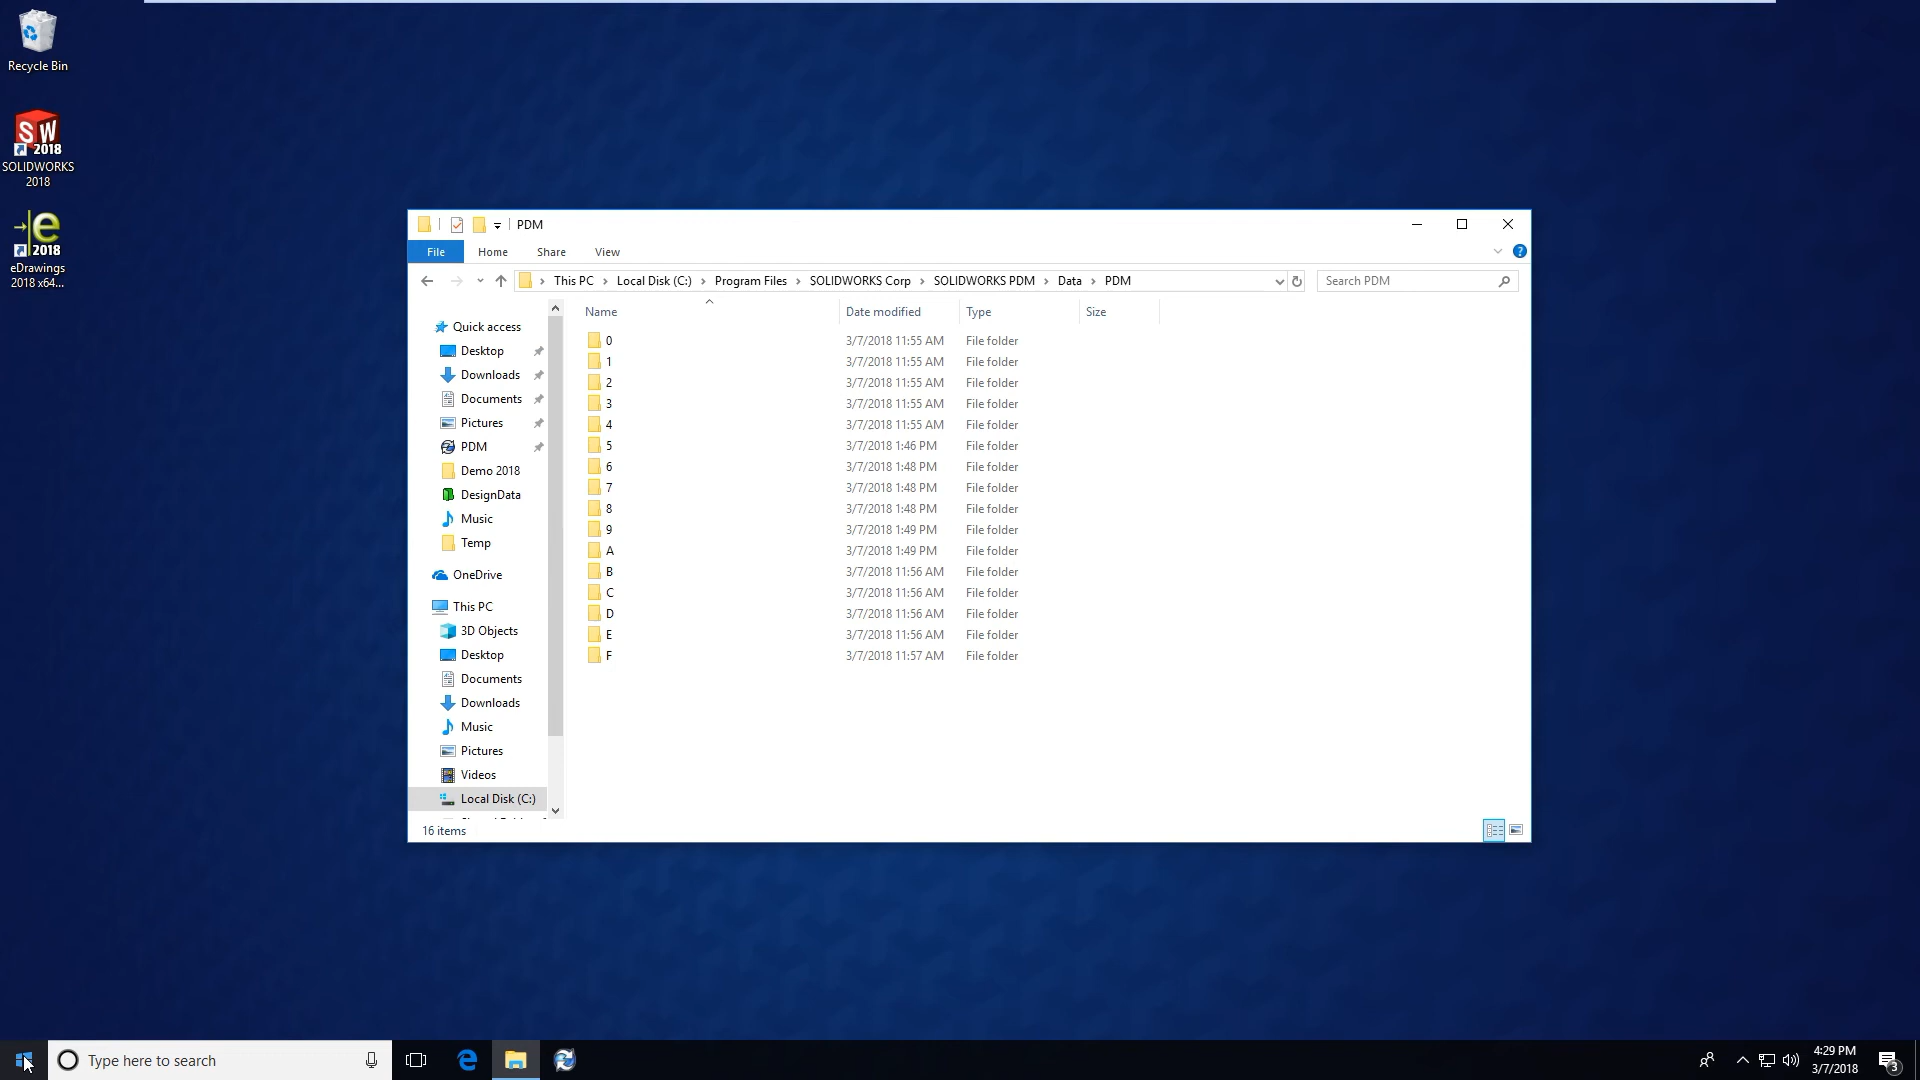 Recycle Bin
SW
2018
SOLIDWORKS
2018
e
2018
eDrawings
2018 x64...
PDM
File Home Share View
This PC Local Disk (C:) Program Files SOLIDWORKS Corp SOLIDWORKS PDM Data PDM
Search PDM
Name Date modified Type Size
Quick access
Desktop
Downloads
Documents
Pictures
PDM
Demo 2018
DesignData
Music
Temp
OneDrive
This PC
3D Objects
Desktop
Documents
Downloads
Music
Pictures
Videos
Local Disk (C:)
0 3/7/2018 11:55 AM File folder
1 3/7/2018 11:55 AM File folder
2 3/7/2018 11:55 AM File folder
3 3/7/2018 11:55 AM File folder
4 3/7/2018 11:55 AM File folder
5 3/7/2018 1:46 PM File folder
6 3/7/2018 1:48 PM File folder
7 3/7/2018 1:48 PM File folder
8 3/7/2018 1:48 PM File folder
9 3/7/2018 1:49 PM File folder
A 3/7/2018 1:49 PM File folder
B 3/7/2018 11:56 AM File folder
C 3/7/2018 11:56 AM File folder
D 3/7/2018 11:56 AM File folder
E 3/7/2018 11:56 AM File folder
F 3/7/2018 11:57 AM File folder
16 items
Type here to search
4:29 PM
3/7/2018
3